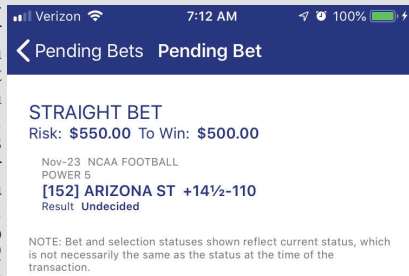 Verizon 7:12 AM 100%
Pending Bets Pending Bet
STRAIGHT BET
Risk: $550.00 To Win: $500.00
Nov-23 NCAA FOOTBALL
POWER 5
[152] ARIZONA ST +14½-110
Result Undecided
NOTE: Bet and selection statuses shown reflect current status, which
is not necessarily the same as the status at the time of the
transaction.